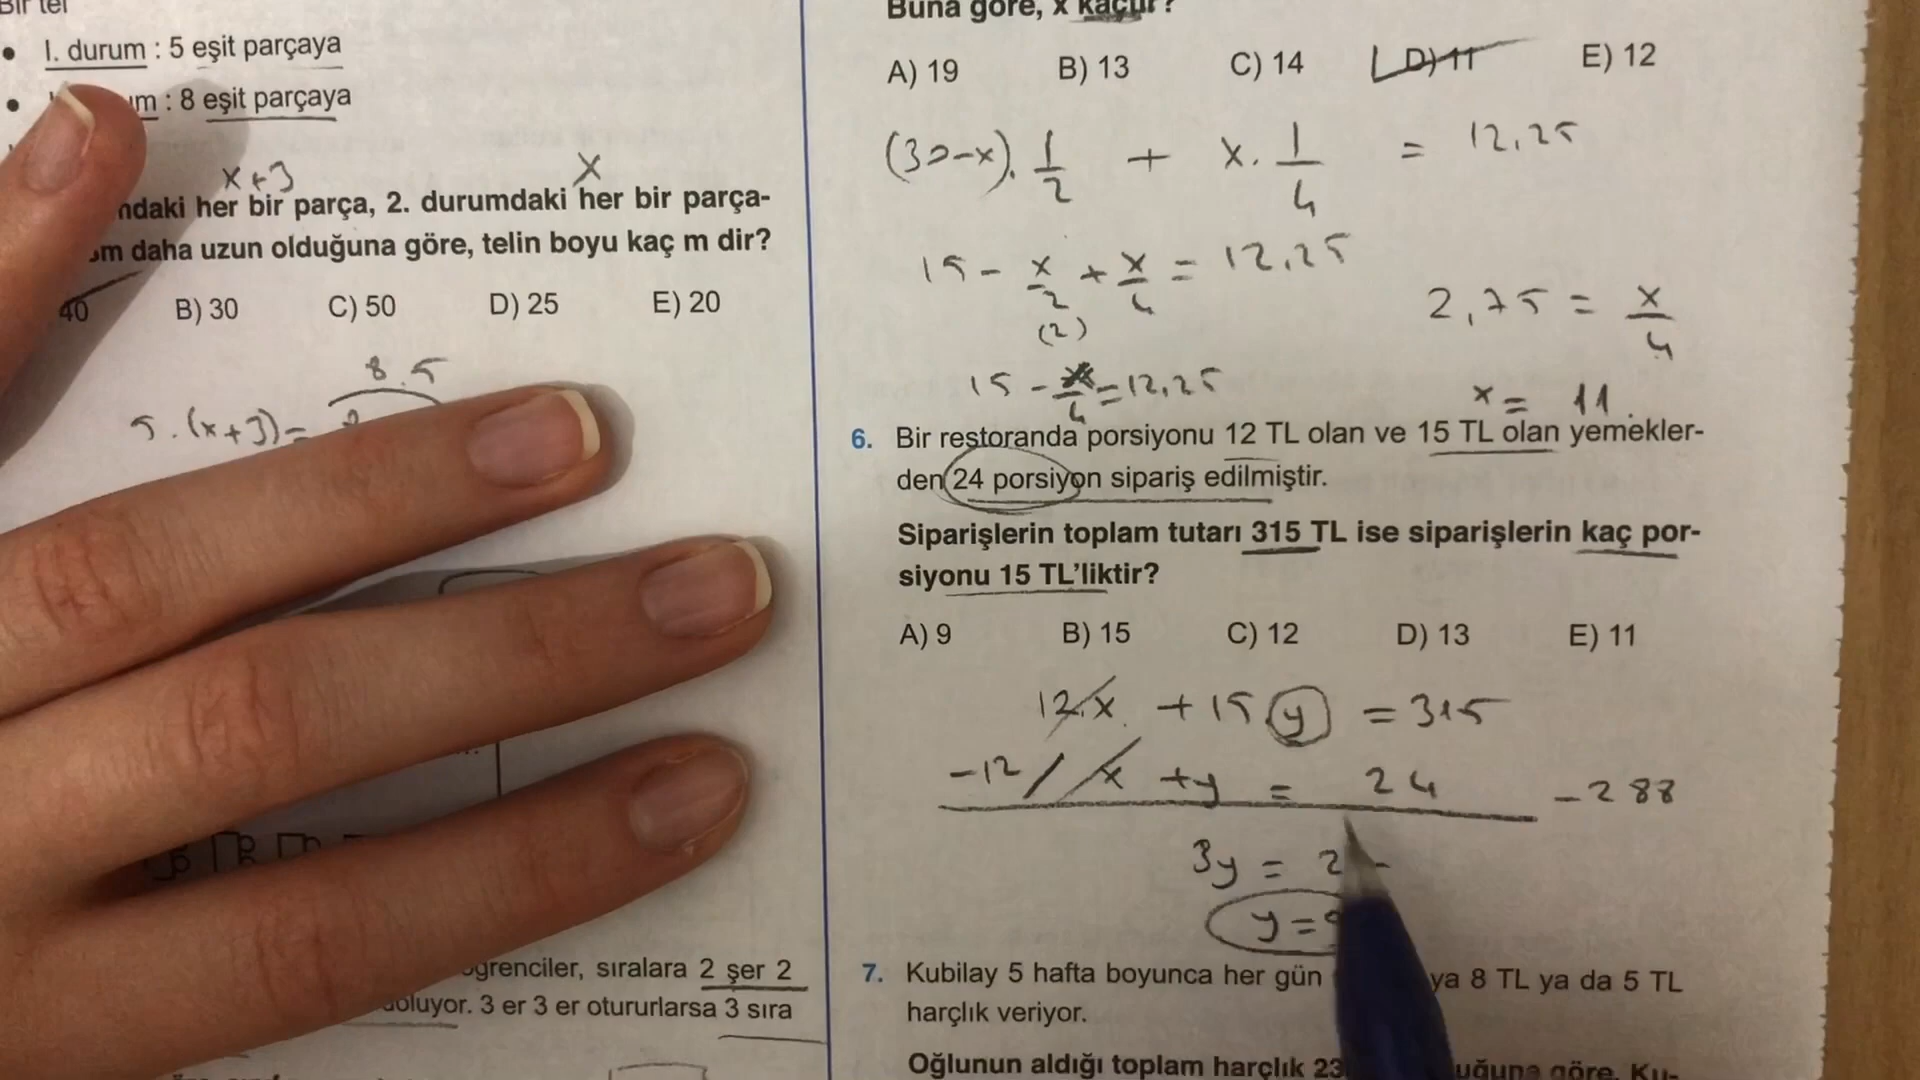 Bir tel
• I. durum : 5 eşit parçaya
• : 8 eşit parçaya
x+3 x
her bir parça, 2. durumdaki her bir parça-
daha uzun olduğuna göre, telin boyu kaç m dir?
40 B) 30 C) 50 D) 25 E) 20
8.5
5.(x+3)=
öğrenciler, sıralara 2 şer 2
doluyor. 3 er 3 er otururlarsa 3 sıra
Buna göre, x kaçtır?
A) 19 B) 13 C) 14 D) 11 E) 12
(30-x).1/2 + x.1/4 = 12,25
15 - x/2 + x/4 = 12,25
(2)
2,75 = x/4
15 - x/4 = 12,25
x = 11
6. Bir restoranda porsiyonu 12 TL olan ve 15 TL olan yemekler-
den 24 porsiyon sipariş edilmiştir.
Siparişlerin toplam tutarı 315 TL ise siparişlerin kaç por-
siyonu 15 TL'liktir?
A) 9 B) 15 C) 12 D) 13 E) 11
12.x + 15.y = 315
-12/ x + y = 24 -288
3y = 2
y =
7. Kubilay 5 hafta boyunca her gün ya 8 TL ya da 5 TL
harçlık veriyor.
Oğlunun aldığı toplam harçlık göre, Ku-